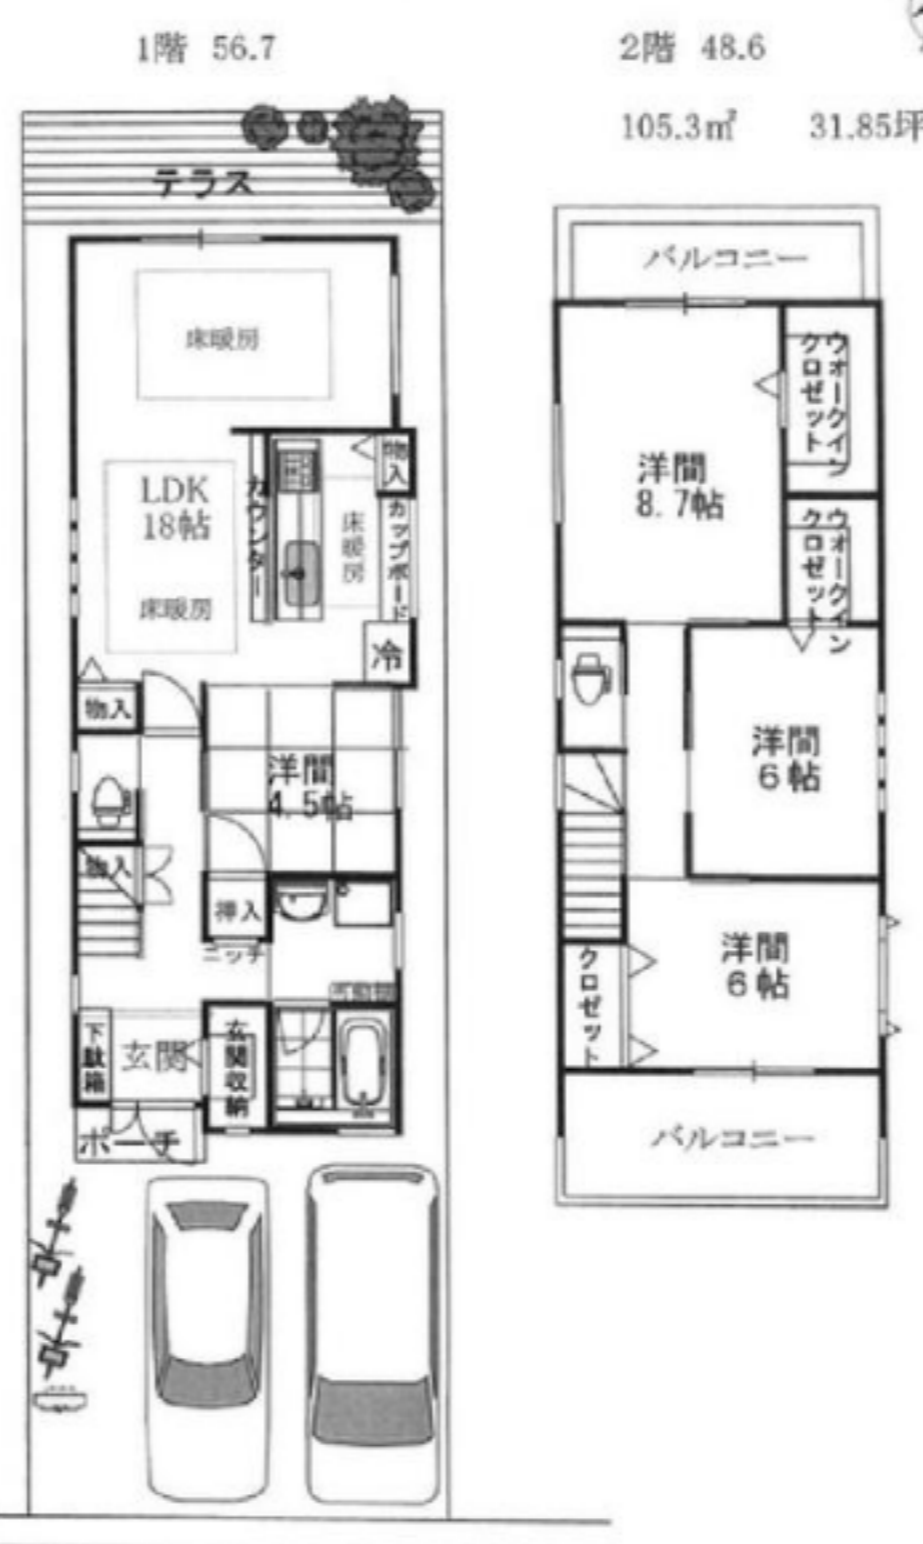 1階 56.7
テラス
床暖房
LDK
18帖
床暖房
カウンター
床暖房
物入
カップボード
冷
物入
洋間
4.5帖
物入
押入
ニッチ
下駄箱
玄関
玄関収納
ポーチ
2階 48.6
105.3㎡ 31.85坪
バルコニー
ウォークイン
クロゼット
洋間
8.7帖
ウォークイン
クロゼット
洋間
6帖
洋間
6帖
クロゼット
バルコニー